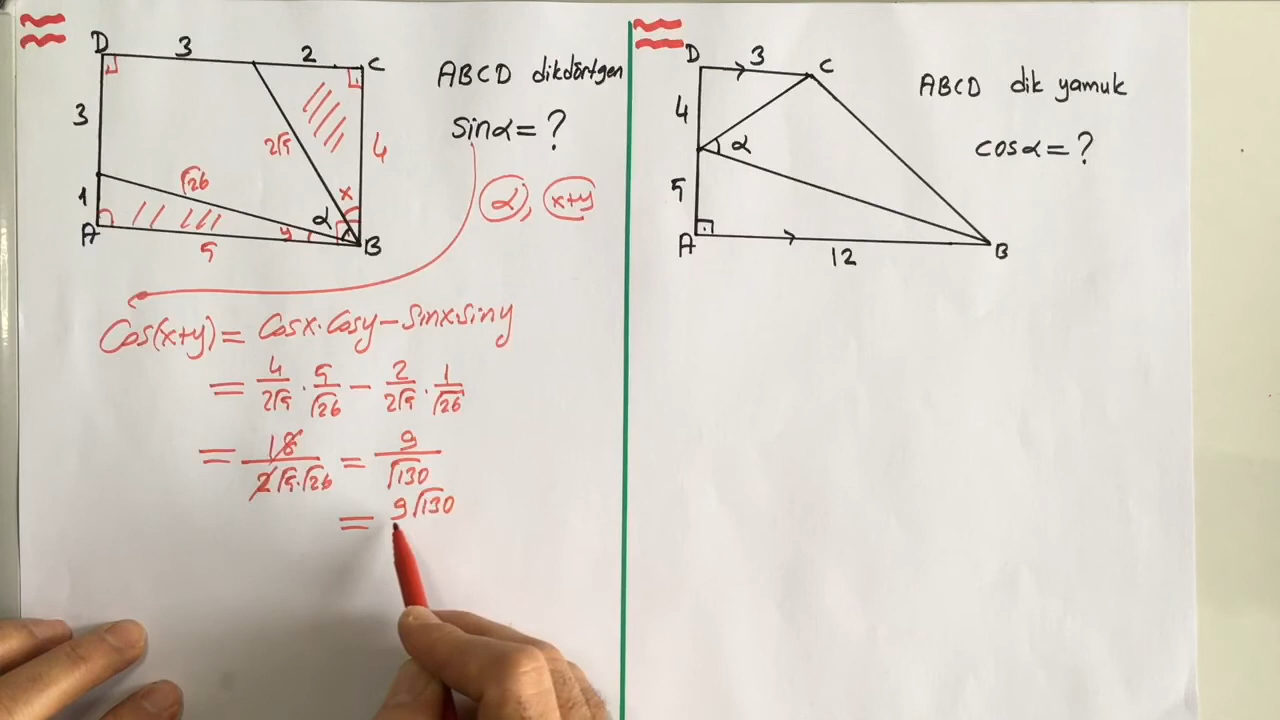 D 3 2 C
3
1
A
2√5
4
√26
x
α
y
B
5
ABCD dikdörtgen
sinα = ?
α, x+y
Cos(x+y) = Cosx.Cosy − Sinx.Siny
= 4/2√5 . 5/√26 − 2/2√5 . 1/√26
= 18/2√5.√26 = 9/√130
= 9√130
D 3 C
4
α
5
A
12
B
ABCD dik yamuk
cosα = ?